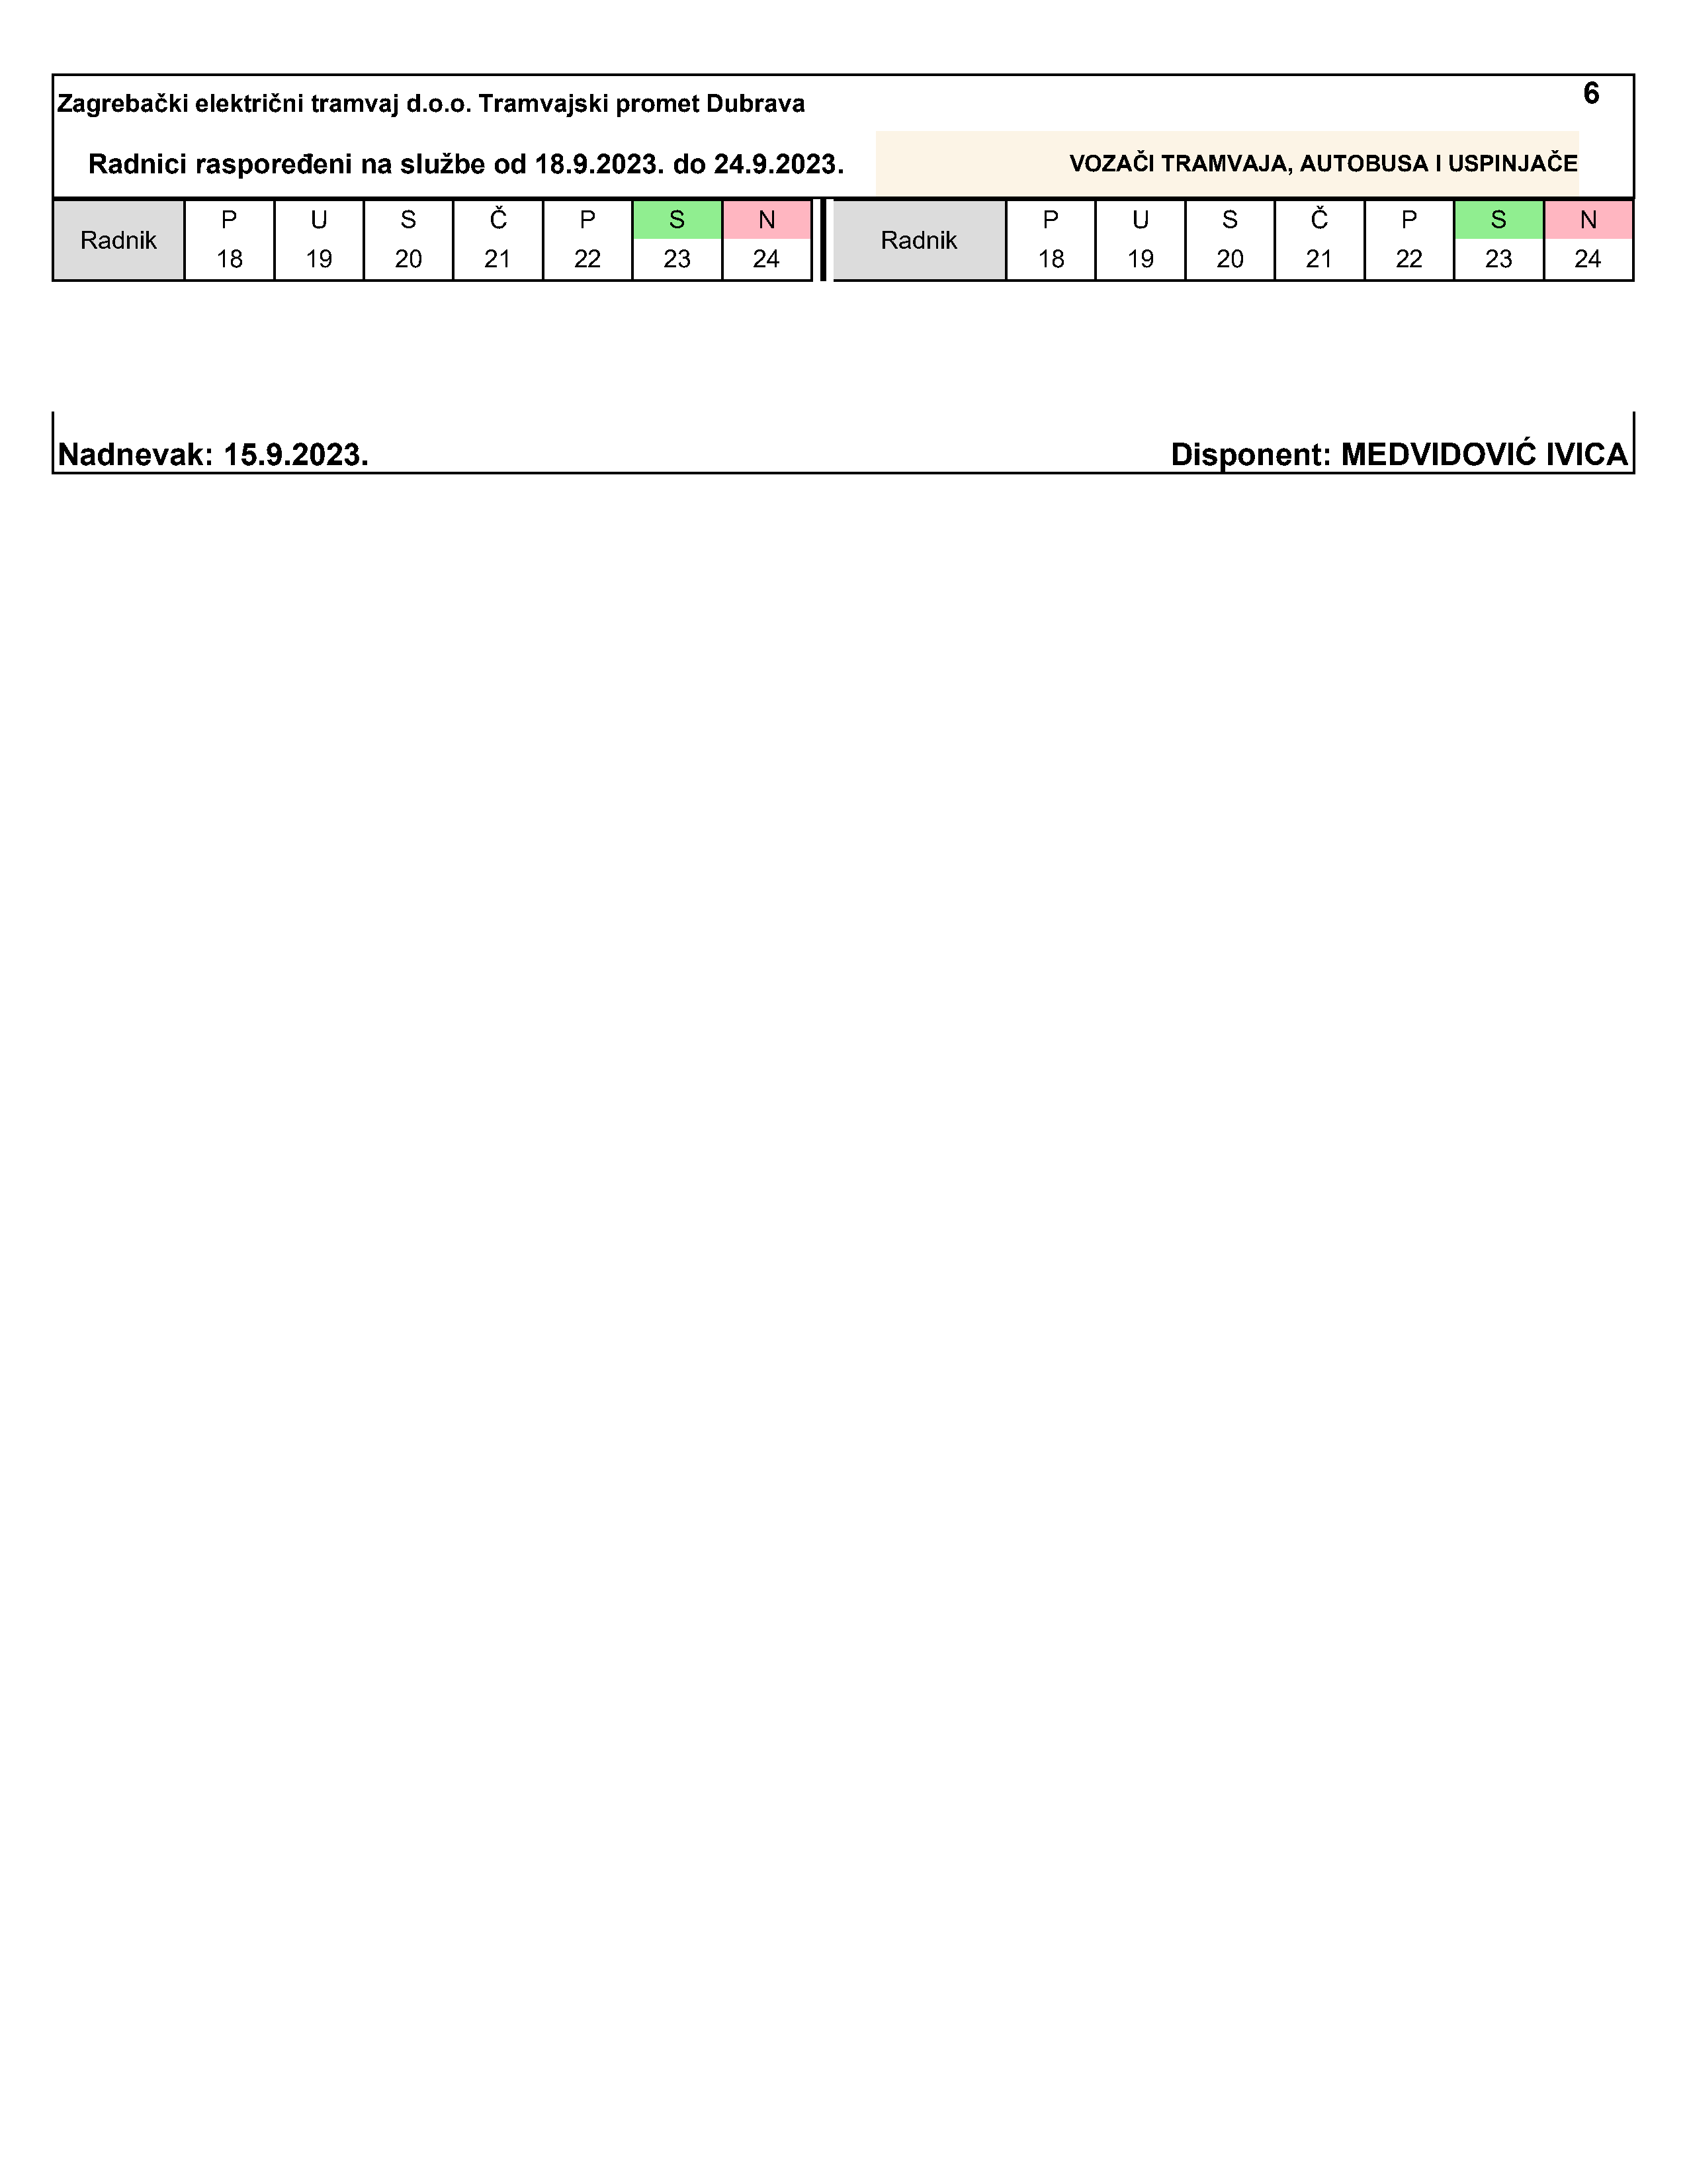 6
Zagrebački električni tramvaj d.o.o. Tramvajski promet Dubrava
Radnici raspoređeni na službe od 18.9.2023. do 24.9.2023. VOZAČI TRAMVAJA, AUTOBUSA I USPINJAČE
Radnik P U S Č P S N Radnik P U S Č P S N
18 19 20 21 22 23 24 18 19 20 21 22 23 24
Nadnevak: 15.9.2023. Disponent: MEDVIDOVIĆ IVICA